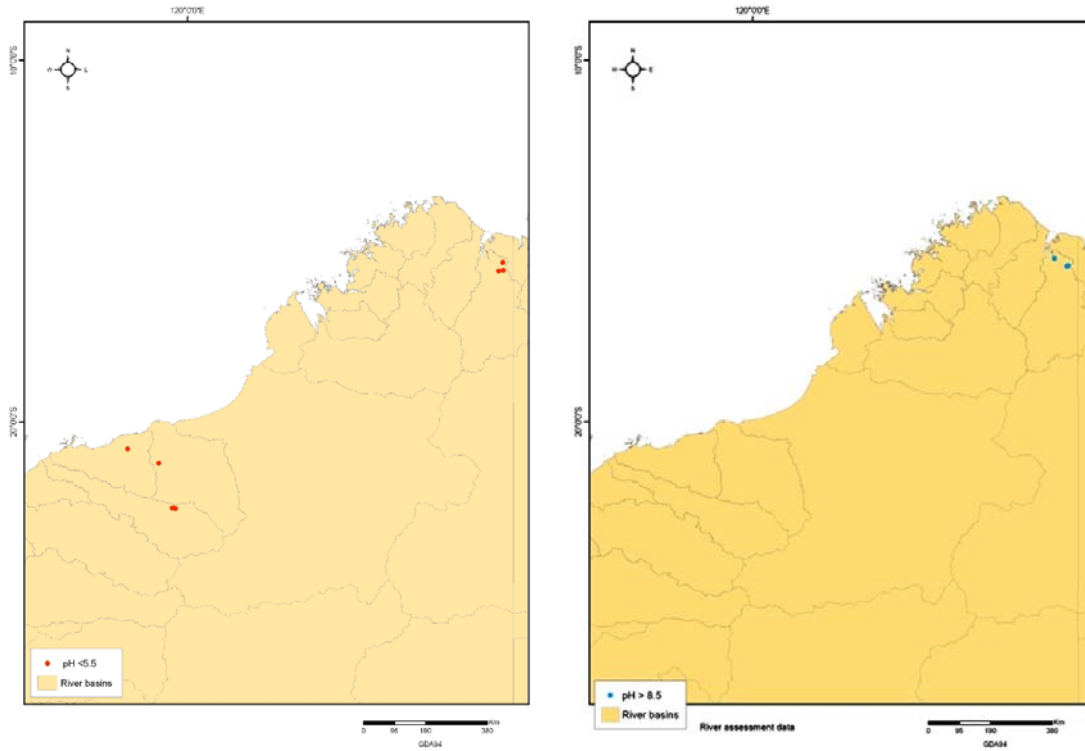 120°0'0"E
10°0'0"S
N
W
S
20°0'0"S
pH <5.5
River basins
Km
0 95 190 380
GDA94
120°0'0"E
10°0'0"S
N
W E
S
20°0'0"S
pH > 8.5
River basins
River assessment data
Km
0 95 190 380
GDA94